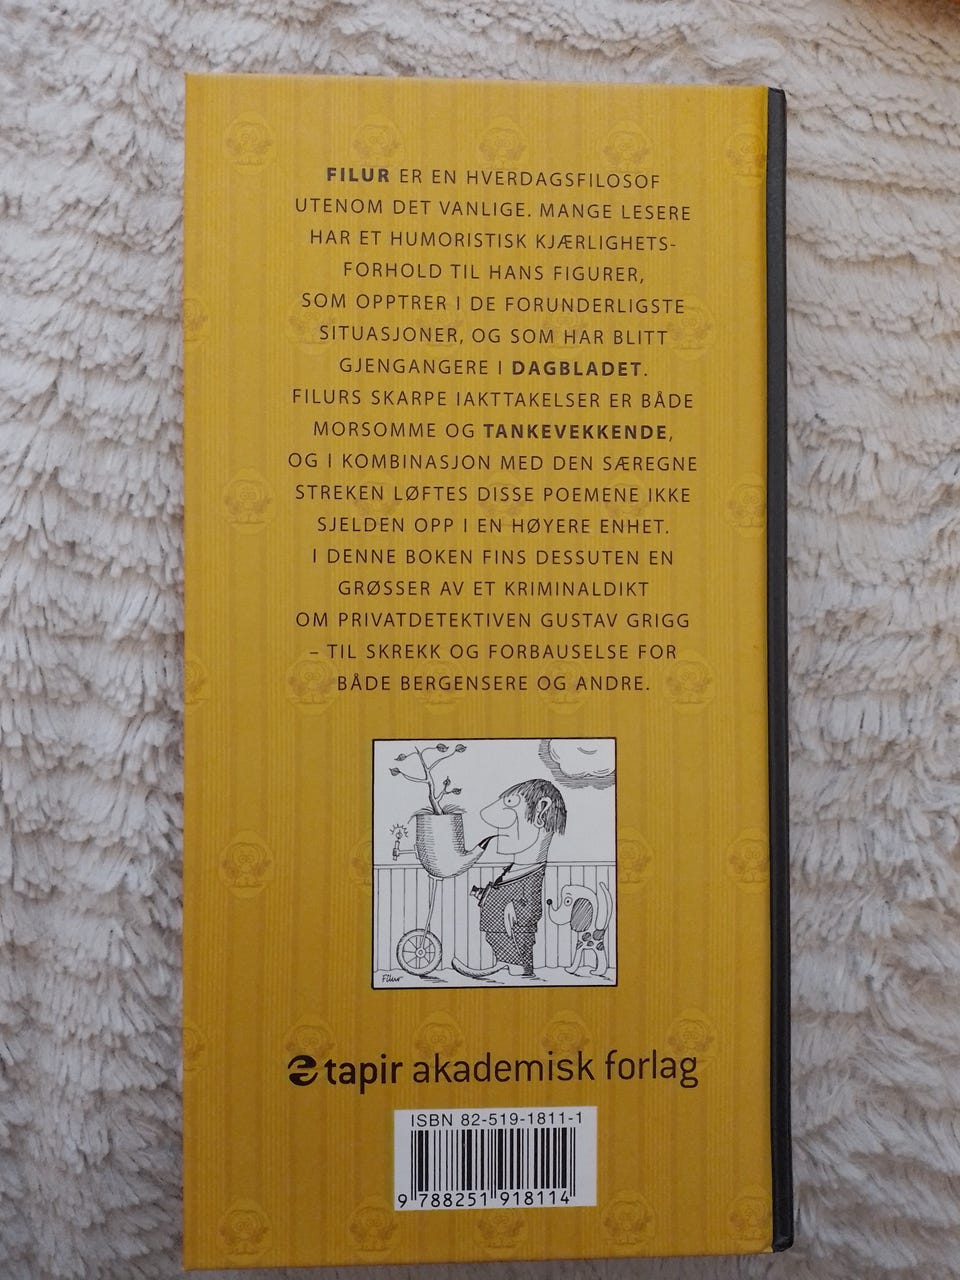 FILUR ER EN HVERDAGSFILOSOF
UTENOM DET VANLIGE. MANGE LESERE
HAR ET HUMORISTISK KJÆRLIGHETS-
FORHOLD TIL HANS FIGURER,
SOM OPPTRER I DE FORUNDERLIGSTE
SITUASJONER, OG SOM HAR BLITT
GJENGANGERE I DAGBLADET.
FILURS SKARPE IAKTTAKELSER ER BÅDE
MORSOMME OG TANKEVEKKENDE,
OG I KOMBINASJON MED DEN SÆREGNE
STREKEN LØFTES DISSE POEMENE IKKE
SJELDEN OPP I EN HØYERE ENHET.
I DENNE BOKEN FINS DESSUTEN EN
GRØSSER AV ET KRIMINALDIKT
OM PRIVATDETEKTIVEN GUSTAV GRIGG
– TIL SKREKK OG FORBAUSELSE FOR
BÅDE BERGENSERE OG ANDRE.
Filur
tapir akademisk forlag
ISBN 82-519-1811-1
9 788251 918114